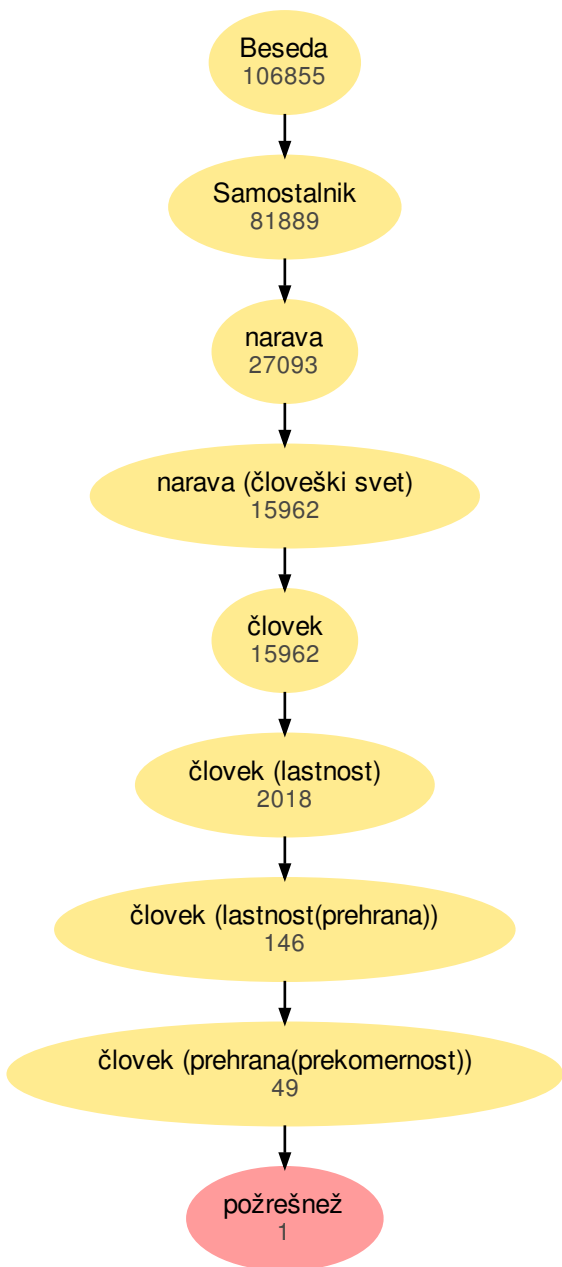 Beseda
106855
Samostalnik
81889
narava
27093
narava (človeški svet)
15962
človek
15962
človek (lastnost)
2018
človek (lastnost(prehrana))
146
človek (prehrana(prekomernost))
49
požrešnež
1